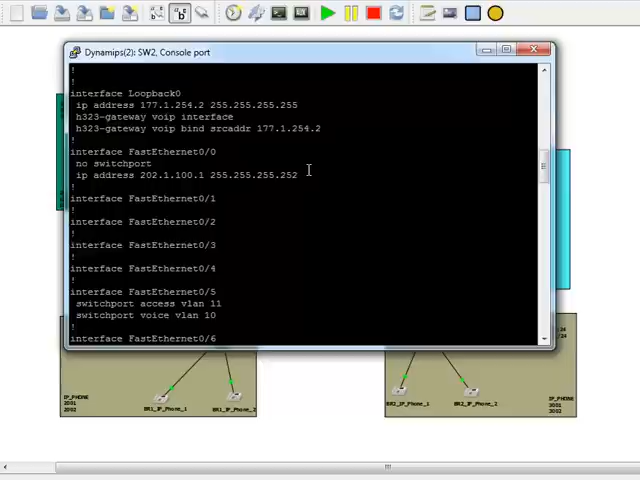 Dynamips(2): SW2, Console port
!
!
interface Loopback0
ip address 177.1.254.2 255.255.255.255
h323-gateway voip interface
h323-gateway voip bind srcaddr 177.1.254.2
!
interface FastEthernet0/0
no switchport
ip address 202.1.100.1 255.255.255.252
!
interface FastEthernet0/1
!
interface FastEthernet0/2
!
interface FastEthernet0/3
!
interface FastEthernet0/4
!
interface FastEthernet0/5
switchport access vlan 11
switchport voice vlan 10
!
interface FastEthernet0/6
IP_PHONE
2001
2002
BR1_IP_Phone_1
BR1_IP_Phone_2
BR2_IP_Phone_1
BR2_IP_Phone_2
IP_PHONE
3001
3002